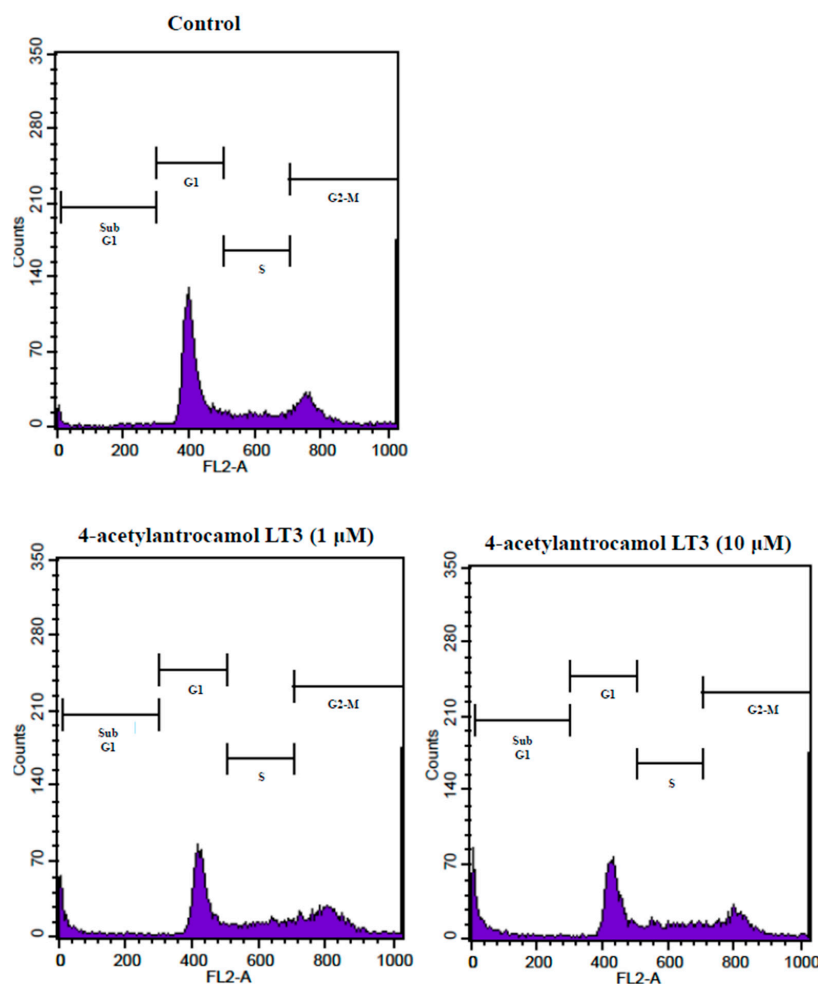 Control
350
280
210
140
70
0
Counts
G1
G2-M
Sub
G1
S
0 200 400 600 800 1000
FL2-A
4-acetylantrocamol LT3 (1 μM)
350
280
210
140
70
0
Counts
G1
G2-M
Sub
G1
S
0 200 400 600 800 1000
FL2-A
4-acetylantrocamol LT3 (10 μM)
350
280
210
140
70
0
Counts
G1
G2-M
Sub
G1
S
0 200 400 600 800 1000
FL2-A